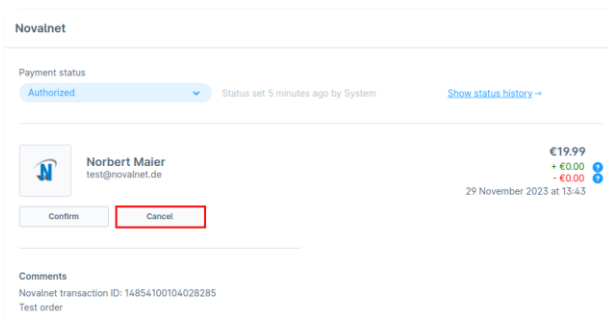 Novalnet
Payment status
Authorized
Status set 5 minutes ago by System
Show status history→
N
Norbert Maier
test@novalnet.de
€19.99
+ €0.00 ?
- €0.00 ?
29 November 2023 at 13:43
Confirm
Cancel
Comments
Novalnet transaction ID: 14854100104028285
Test order